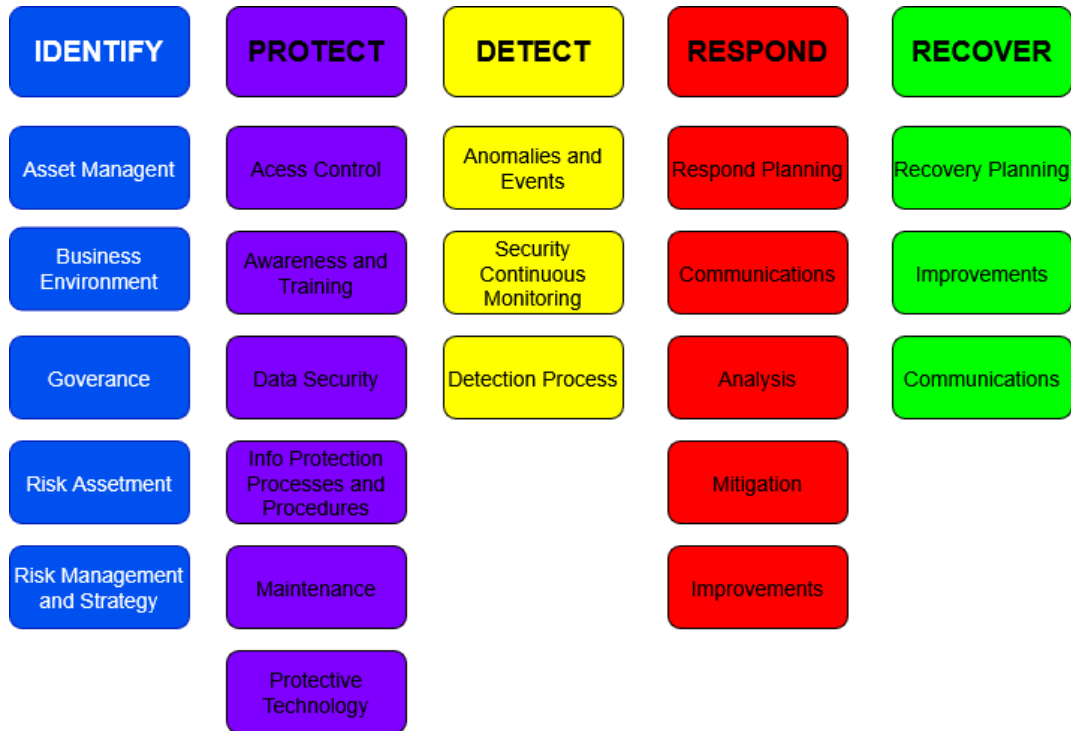 IDENTIFY
PROTECT
DETECT
RESPOND
RECOVER
Asset Managent
Acess Control
Anomalies and
Events
Respond Planning
Recovery Planning
Business
Environment
Awareness and
Training
Security
Continuous
Monitoring
Communications
Improvements
Goverance
Data Security
Detection Process
Analysis
Communications
Risk Assetment
Info Protection
Processes and
Procedures
Mitigation
Risk Management
and Strategy
Maintenance
Improvements
Protective
Technology